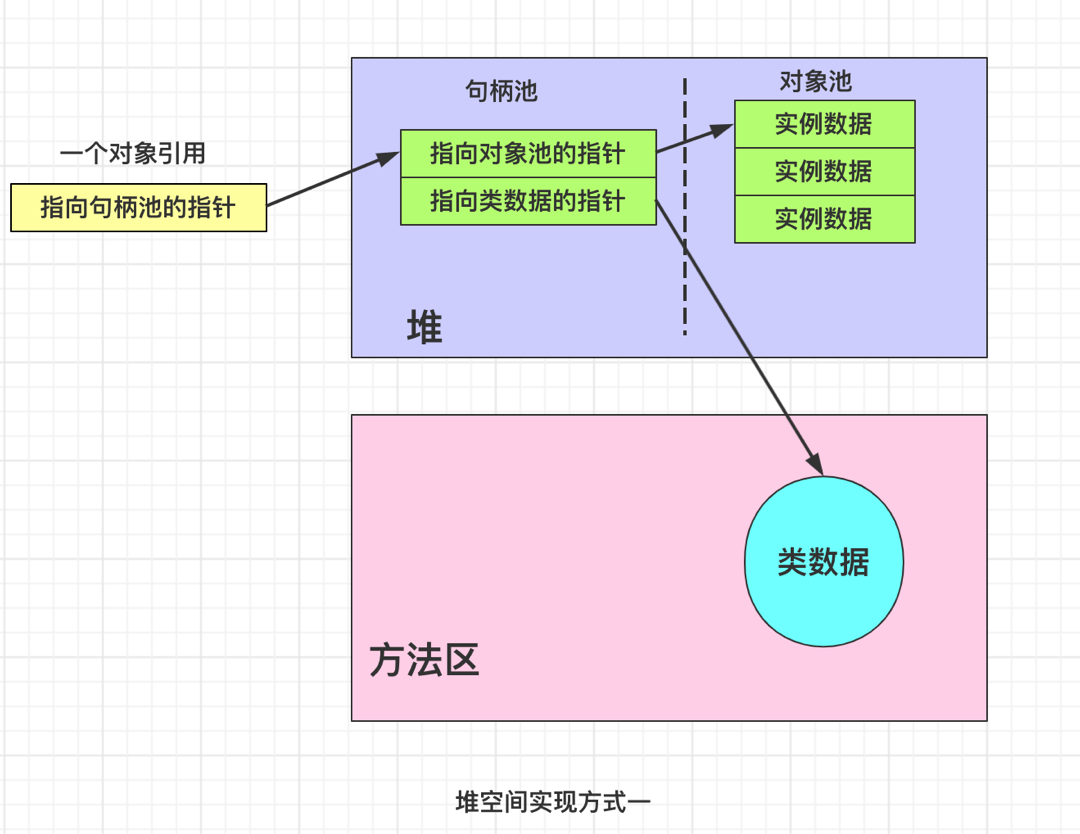 一个对象引用
指向句柄池的指针
句柄池
指向对象池的指针
指向类数据的指针
对象池
实例数据
实例数据
实例数据
堆
类数据
方法区
堆空间实现方式一